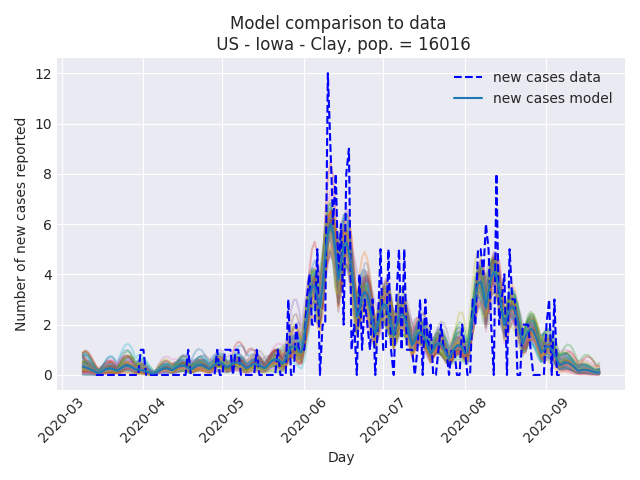 Model comparison to data
US - Iowa - Clay, pop. = 16016
new cases data
new cases model
Number of new cases reported
12
10
8
6
4
2
0
2020-03
2020-04
2020-05
2020-06
2020-07
2020-08
2020-09
Day